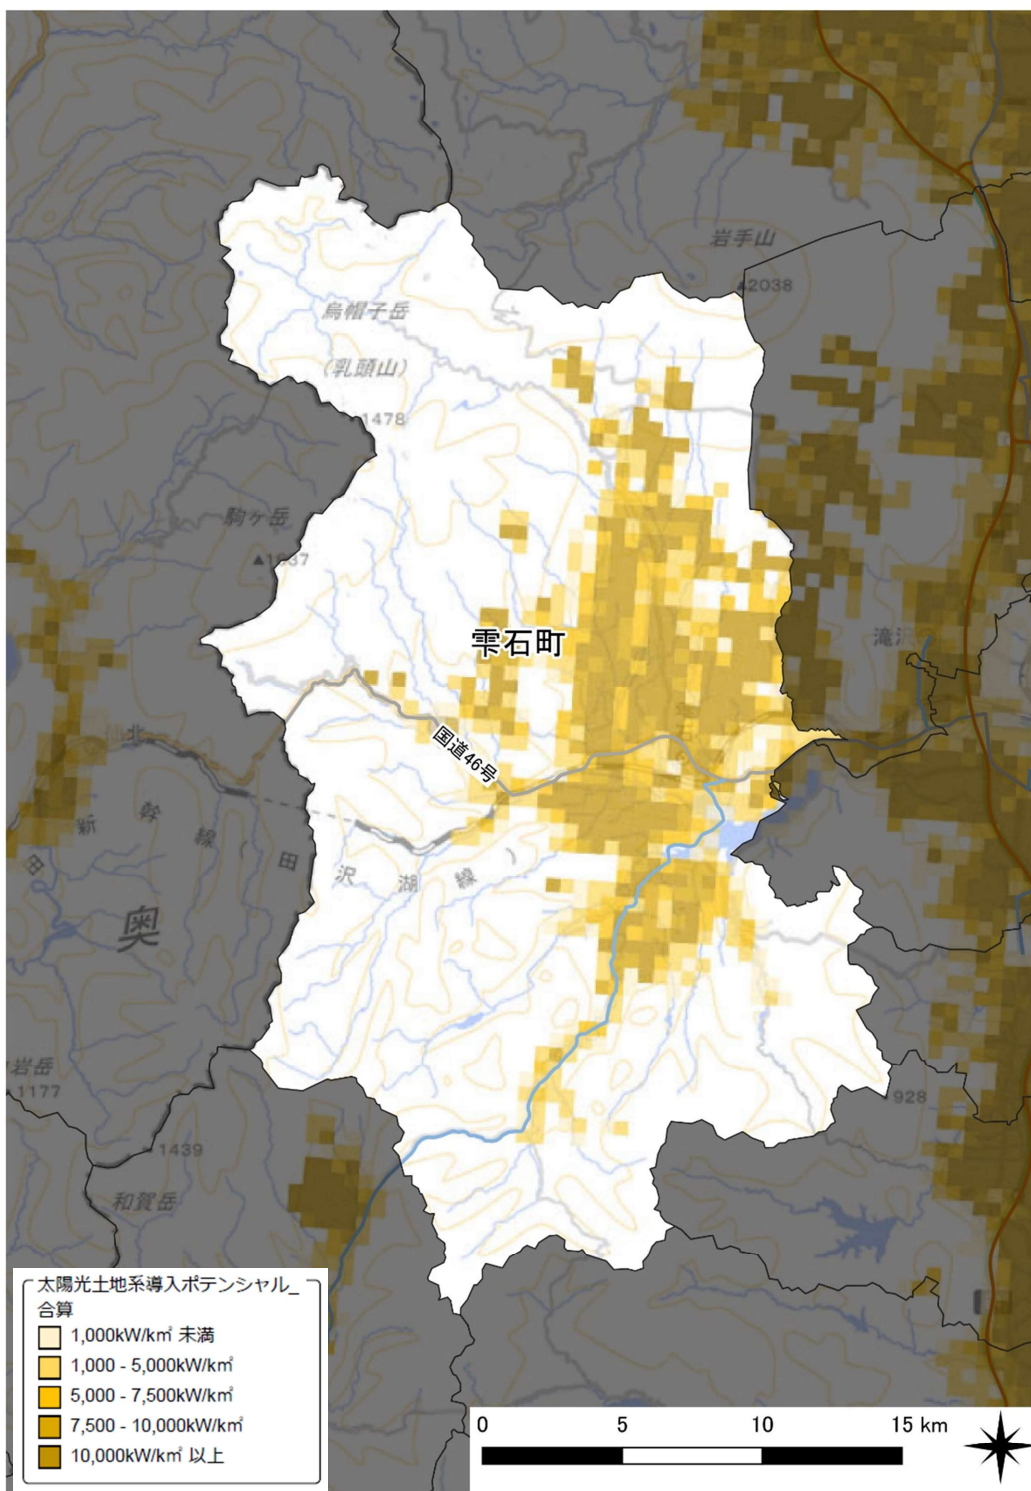 岩手山
2038
烏帽子岳
(乳頭山)
1478
駒ヶ岳
雫石町
滝沢
仙北
国道46号
新幹線(田沢湖線)
田
奥
岩岳
1177
928
1439
和賀岳
太陽光土地系導入ポテンシャル_
合算
1,000kW/k㎡ 未満
1,000 - 5,000kW/k㎡
5,000 - 7,500kW/k㎡
7,500 - 10,000kW/k㎡
10,000kW/k㎡ 以上
0 5 10 15 km